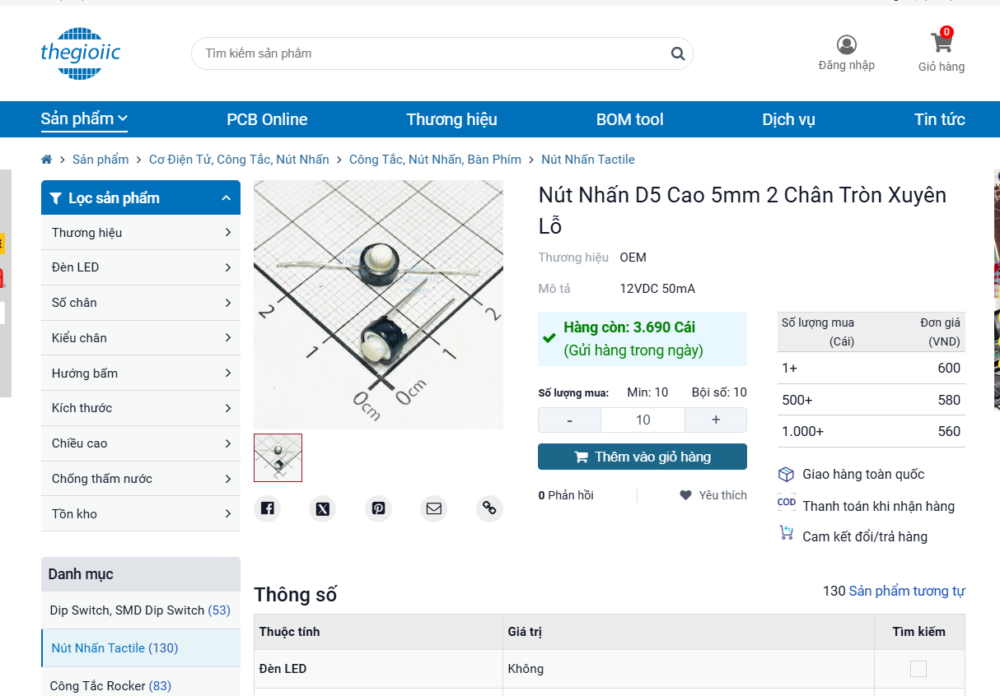 thegioiic
Tìm kiếm sản phẩm
Đăng nhập
0
Giỏ hàng
Sản phẩm
PCB Online
Thương hiệu
BOM tool
Dịch vụ
Tin tức
Sản phẩm
Cơ Điện Tử, Công Tắc, Nút Nhấn
Công Tắc, Nút Nhấn, Bàn Phím
Nút Nhấn Tactile
Lọc sản phẩm
Thương hiệu
Đèn LED
Số chân
Kiểu chân
Hướng bấm
Kích thước
Chiều cao
Chống thấm nước
Tồn kho
Danh mục
Dip Switch, SMD Dip Switch (53)
Nút Nhấn Tactile (130)
Công Tắc Rocker (83)
thegioiic
thegioiic
2
1
0cm
0cm
1
2
Nút Nhấn D5 Cao 5mm 2 Chân Tròn Xuyên
Lỗ
Thương hiệu OEM
Mô tả 12VDC 50mA
Hàng còn: 3.690 Cái
(Gửi hàng trong ngày)
Số lượng mua: Min: 10 Bội số: 10
- 10 +
Thêm vào giỏ hàng
0 Phản hồi
Yêu thích
Số lượng mua Đơn giá
(Cái) (VND)
1+ 600
500+ 580
1.000+ 560
Giao hàng toàn quốc
COD Thanh toán khi nhận hàng
Cam kết đổi/trả hàng
Thông số
130 Sản phẩm tương tự
Thuộc tính Giá trị Tìm kiếm
Đèn LED Không